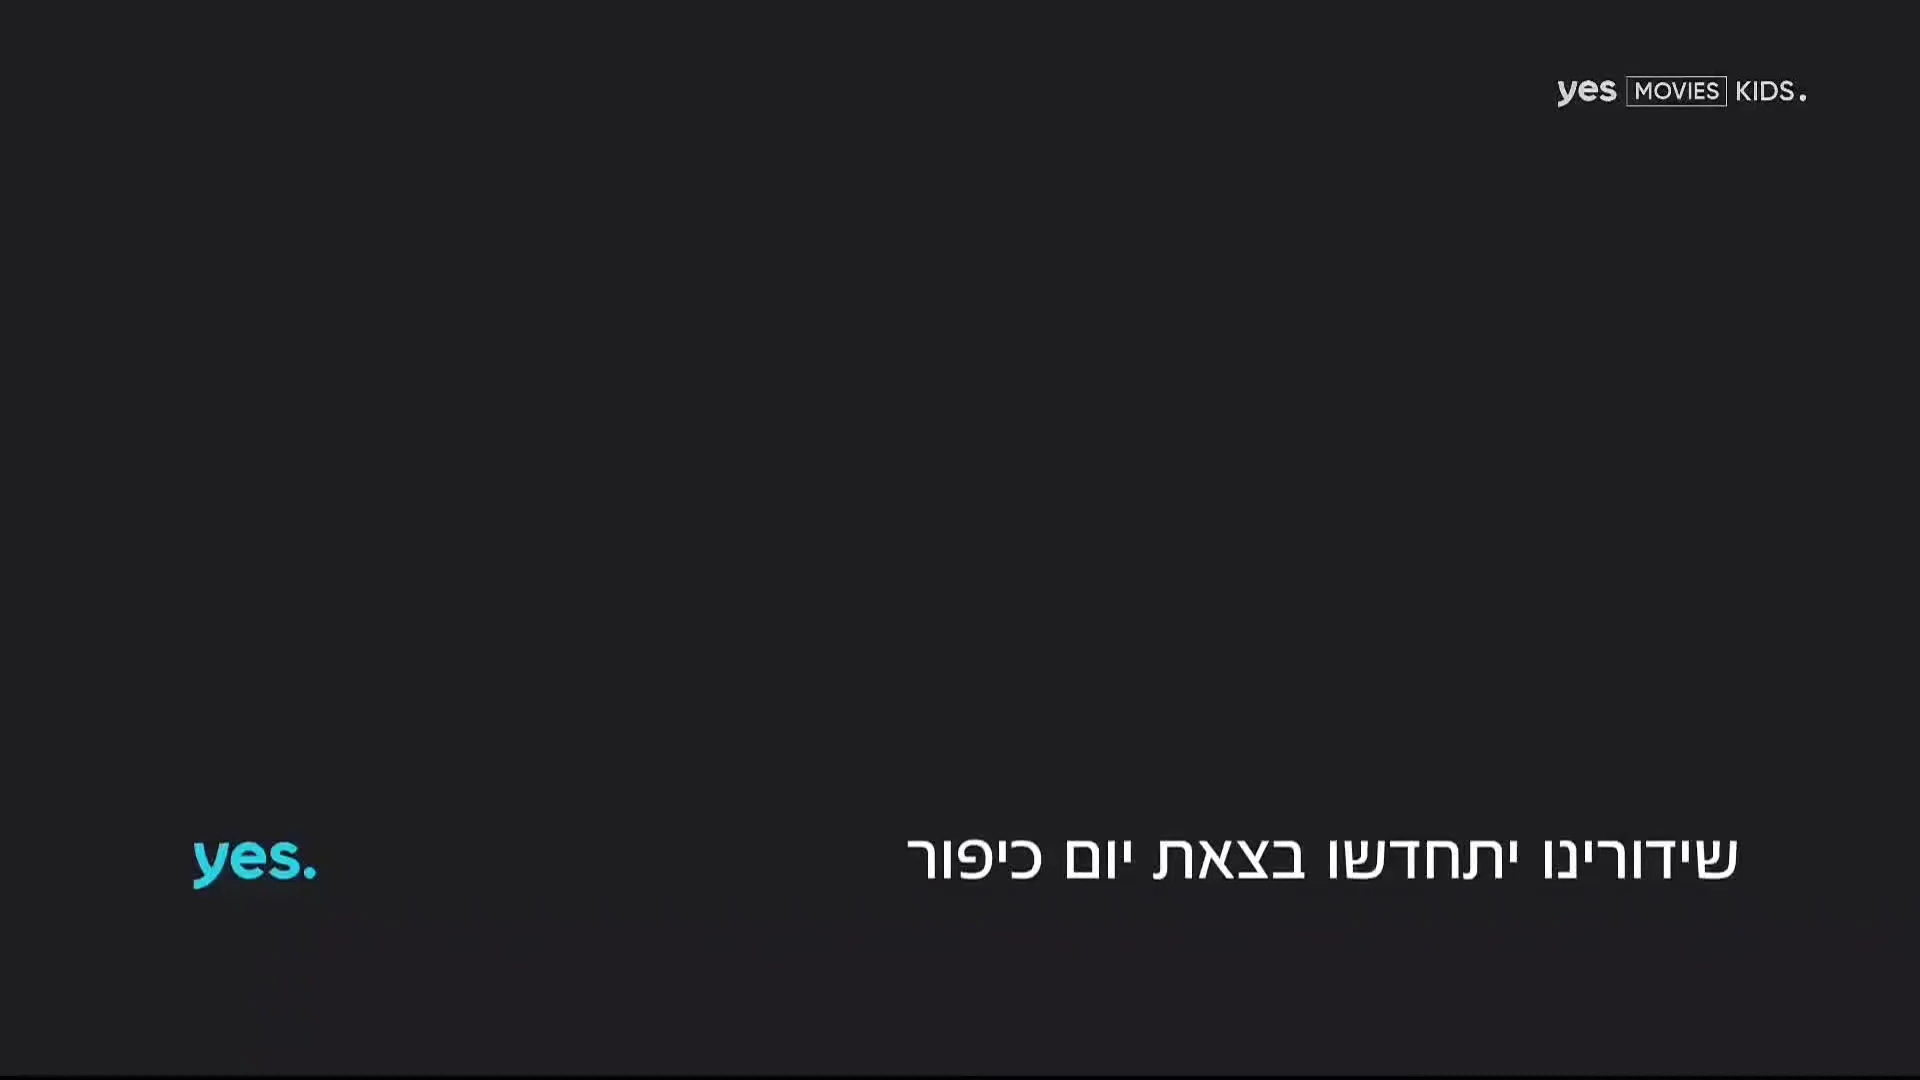 yes MOVIES KIDS.
שידורינו יתחדשו בצאת יום כיפור
yes.